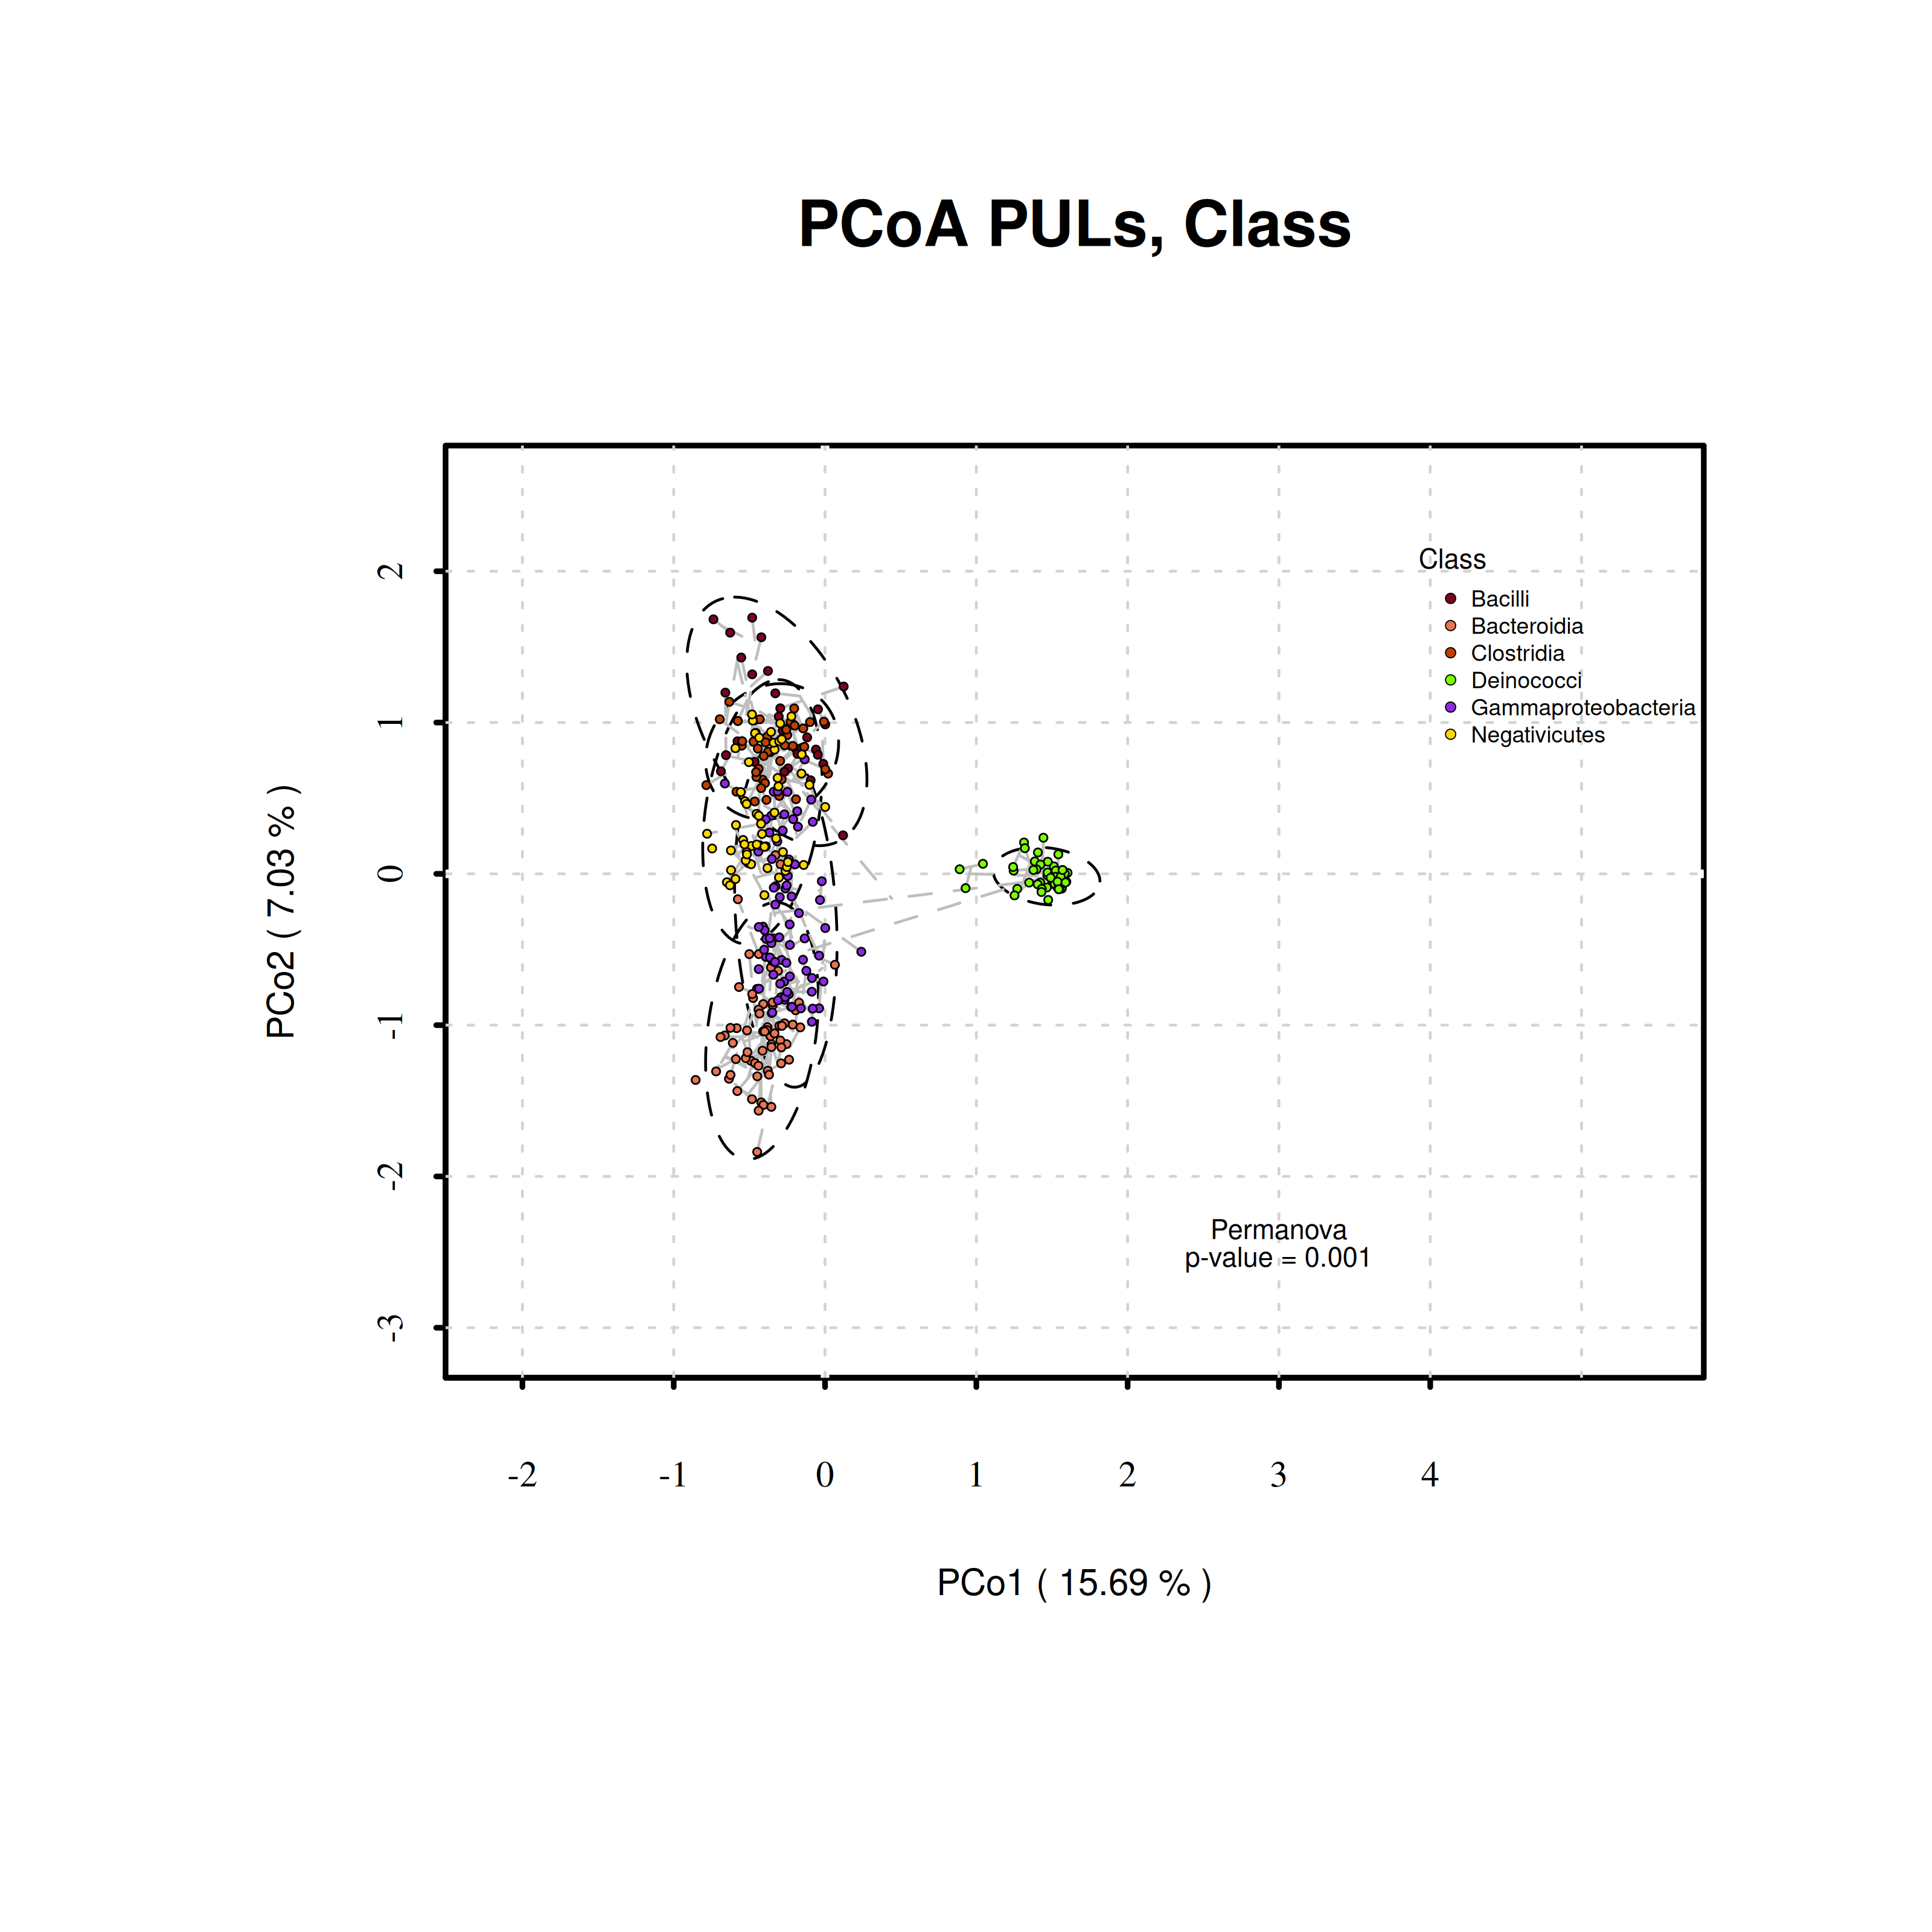 PCoA PULs, Class
Class
Bacilli
Bacteroidia
Clostridia
Deinococci
Gammaproteobacteria
Negativicutes
2
1
0
-1
-2
-3
PCo2 ( 7.03 % )
Permanova
p-value = 0.001
-2 -1 0 1 2 3 4
PCo1 ( 15.69 % )